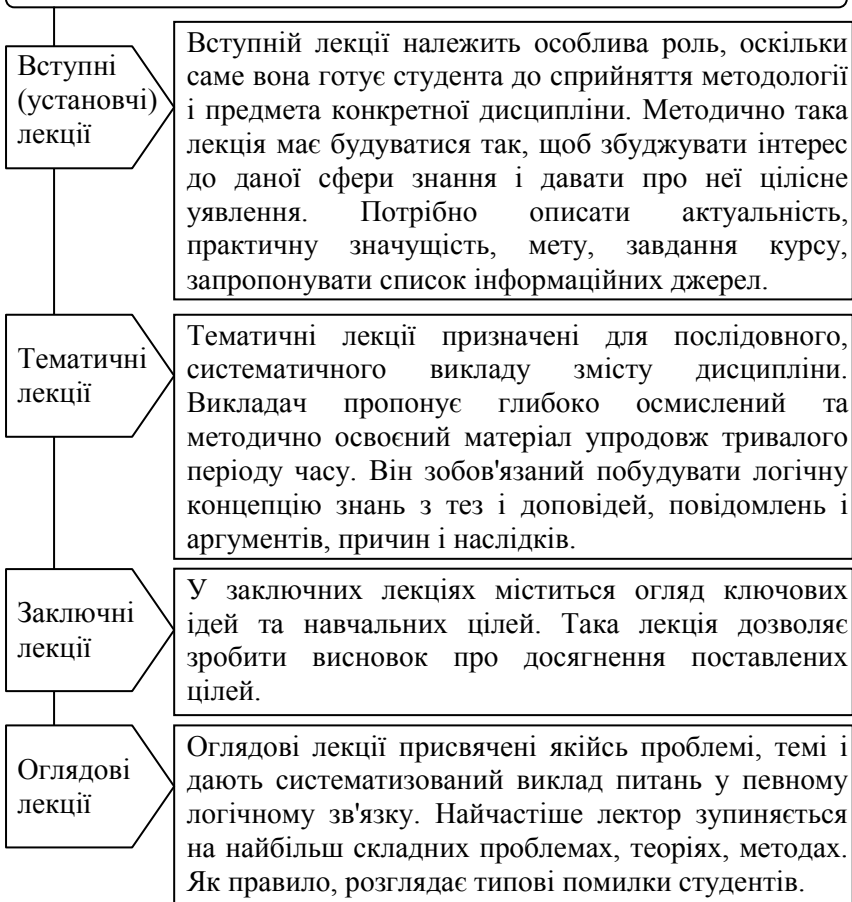 Вступні
(установчі)
лекції
Вступній лекції належить особлива роль, оскільки
саме вона готує студента до сприйняття методології
і предмета конкретної дисципліни. Методично така
лекція має будуватися так, щоб збуджувати інтерес
до даної сфери знання і давати про неї цілісне
уявлення. Потрібно описати актуальність,
практичну значущість, мету, завдання курсу,
запропонувати список інформаційних джерел.
Тематичні
лекції
Тематичні лекції призначені для послідовного,
систематичного викладу змісту дисципліни.
Викладач пропонує глибоко осмислений та
методично освоєний матеріал упродовж тривалого
періоду часу. Він зобов'язаний побудувати логічну
концепцію знань з тез і доповідей, повідомлень і
аргументів, причин і наслідків.
Заключні
лекції
У заключних лекціях міститься огляд ключових
ідей та навчальних цілей. Така лекція дозволяє
зробити висновок про досягнення поставлених
цілей.
Оглядові
лекції
Оглядові лекції присвячені якійсь проблемі, темі і
дають систематизований виклад питань у певному
логічному зв'язку. Найчастіше лектор зупиняється
на найбільш складних проблемах, теоріях, методах.
Як правило, розглядає типові помилки студентів.